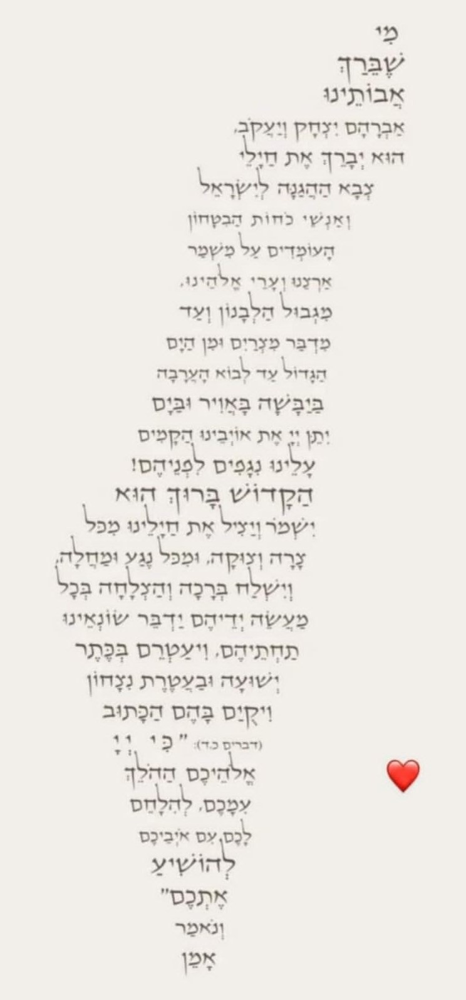 מִי
שֶׁבֵּרַךְ
אֲבוֹתֵינוּ
אַבְרָהָם יִצְחָק וְיַעֲקֹב,
הוּא יְבָרֵךְ אֶת חַיָּלֵי
צְבָא הַהֲגַנָּה לְיִשְׂרָאֵל
וְאַנְשֵׁי כֹּחוֹת הַבִּטָּחוֹן
הָעוֹמְדִים עַל מִשְׁמַר
אַרְצֵנוּ וְעָרֵי אֱלֹהֵינוּ,
מִגְּבוּל הַלְּבָנוֹן וְעַד
מִדְבַּר מִצְרַיִם וּמִן הַיָּם
הַגָּדוֹל עַד לְבוֹא הָעֲרָבָה
בַּיַּבָּשָׁה בָּאֲוִיר וּבַיָּם
יִתֵּן יְיָ אֶת אוֹיְבֵינוּ הַקָּמִים
עָלֵינוּ נִגָּפִים לִפְנֵיהֶם!
הַקָּדוֹשׁ בָּרוּךְ הוּא
יִשְׁמֹר וְיַצִּיל אֶת חַיָּלֵינוּ מִכֹּל
צָרָה וְצוּקָה, וּמִכֹּל נֶגַע וּמַחֲלָה,
וְיִשְׁלַח בְּרָכָה וְהַצְלָחָה בְּכָל
מַעֲשֵׂה יְדֵיהֶם יַדְבֵּר שׂוֹנְאֵינוּ
תַּחְתֵּיהֶם, וִיעַטְּרֵם בְּכֶתֶר
יְשׁוּעָה וּבַעֲטֶרֶת נִצָּחוֹן
וִיקֻיַּם בָּהֶם הַכָּתוּב
(דברים כ,ד): "כִּי יְיָ
אֱלֹהֵיכֶם הַהֹלֵךְ
עִמָּכֶם, לְהִלָּחֵם
לָכֶם עִם אֹיְבֵיכֶם
לְהוֹשִׁיעַ
אֶתְכֶם"
וְנֹאמַר
אָמֵן